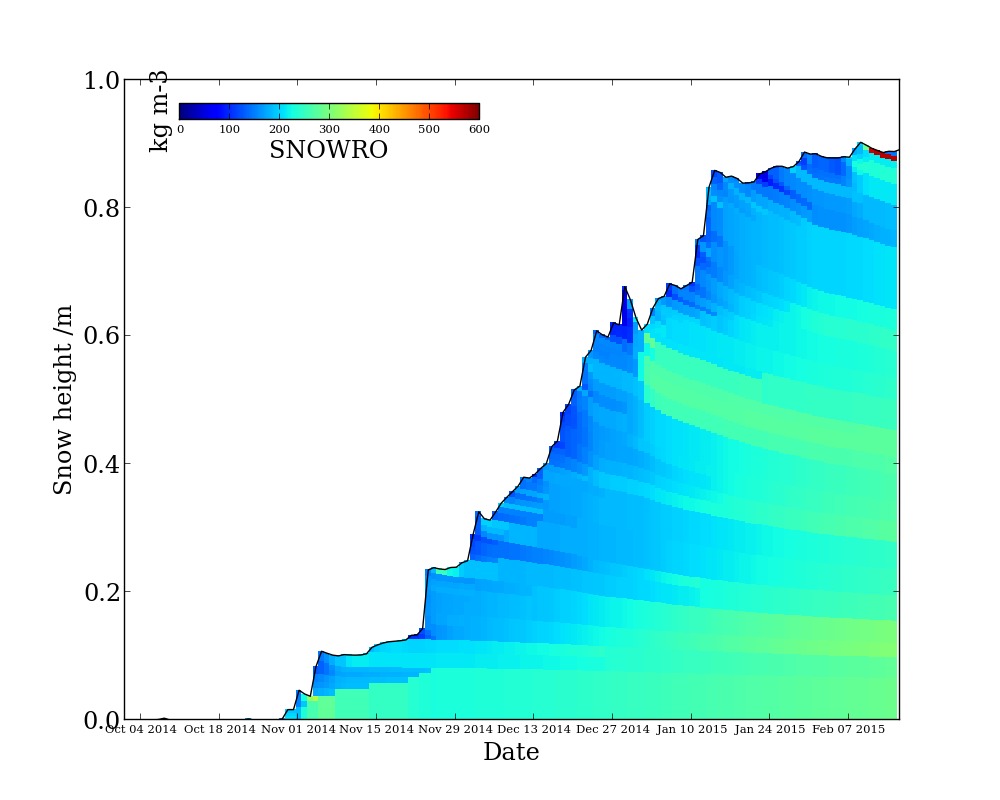 1.0
kg m-3
0 100 200 300 400 500 600
SNOWRO
0.8
0.6
Snow height /m
0.4
0.2
0.0
Oct 04 2014 Oct 18 2014 Nov 01 2014 Nov 15 2014 Nov 29 2014 Dec 13 2014 Dec 27 2014 Jan 10 2015 Jan 24 2015 Feb 07 2015
Date